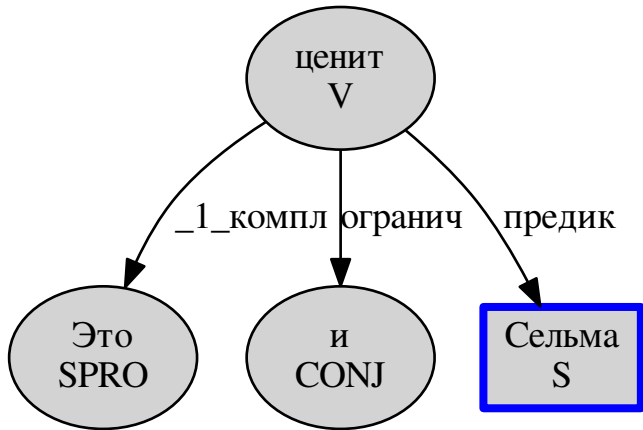 ценит
V
_1_компл огранич предик
Это
SPRO
и
CONJ
Сельма
S